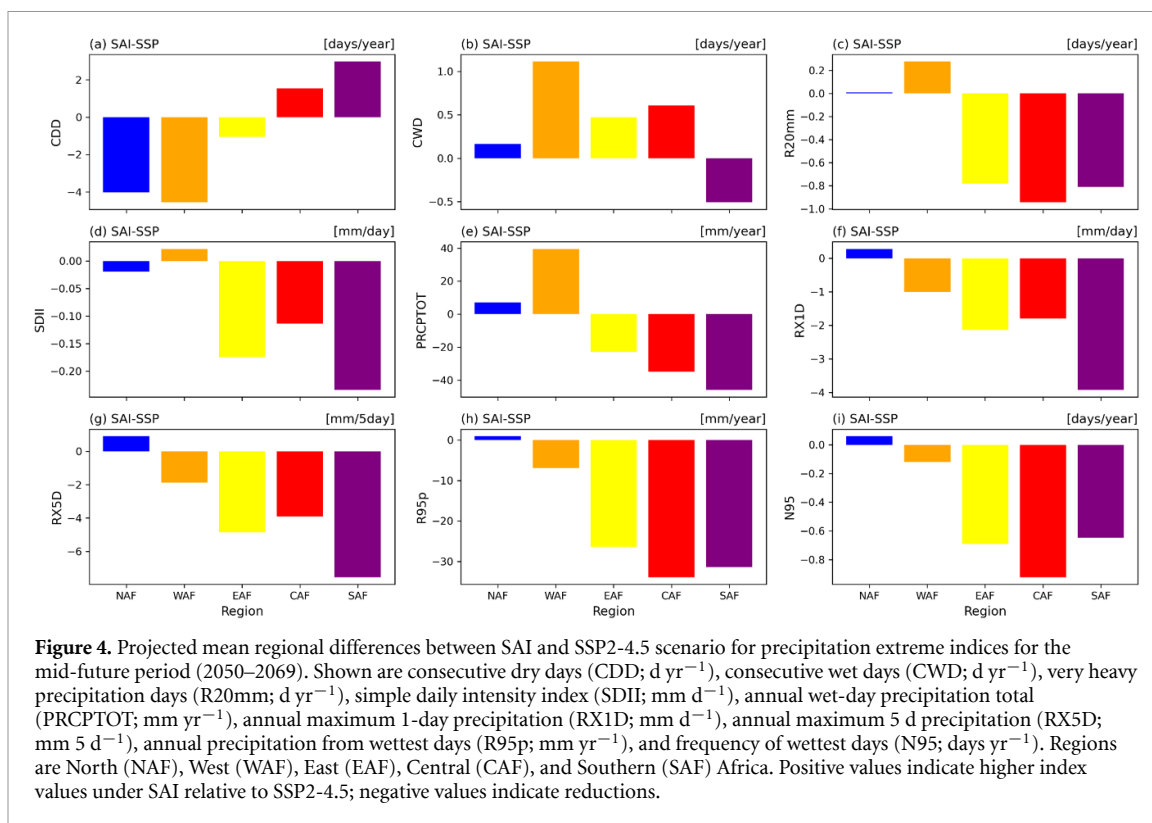 (a) SAI-SSP [days/year]
CDD
2
0
−2
−4
(b) SAI-SSP [days/year]
CWD
1.0
0.5
0.0
−0.5
(c) SAI-SSP [days/year]
R20mm
0.2
0.0
−0.2
−0.4
−0.6
−0.8
−1.0
(d) SAI-SSP [mm/day]
SDII
0.00
−0.05
−0.10
−0.15
−0.20
(e) SAI-SSP [mm/year]
PRCPTOT
40
20
0
−20
−40
(f) SAI-SSP [mm/day]
RX1D
0
−1
−2
−3
−4
(g) SAI-SSP [mm/5day]
RX5D
0
−2
−4
−6
NAF WAF EAF CAF SAF
Region
(h) SAI-SSP [mm/year]
R95p
0
−10
−20
−30
NAF WAF EAF CAF SAF
Region
(i) SAI-SSP [days/year]
N95
0.0
−0.2
−0.4
−0.6
−0.8
NAF WAF EAF CAF SAF
Region
Figure 4. Projected mean regional differences between SAI and SSP2-4.5 scenario for precipitation extreme indices for the
mid-future period (2050–2069). Shown are consecutive dry days (CDD; d yr−1), consecutive wet days (CWD; d yr−1), very heavy
precipitation days (R20mm; d yr−1), simple daily intensity index (SDII; mm d−1), annual wet-day precipitation total
(PRCPTOT; mm yr−1), annual maximum 1-day precipitation (RX1D; mm d−1), annual maximum 5 d precipitation (RX5D;
mm 5 d−1), annual precipitation from wettest days (R95p; mm yr−1), and frequency of wettest days (N95; days yr−1). Regions
are North (NAF), West (WAF), East (EAF), Central (CAF), and Southern (SAF) Africa. Positive values indicate higher index
values under SAI relative to SSP2-4.5; negative values indicate reductions.